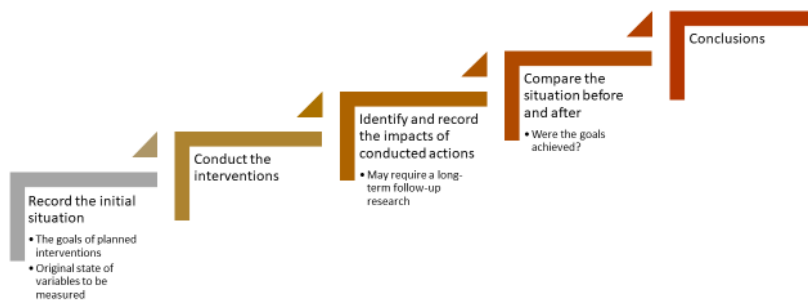 Record the initial
situation
• The goals of planned
interventions
• Original state of
variables to be
measured
Conduct the
interventions
Identify and record
the impacts of
conducted actions
• May require a long-
term follow-up
research
Compare the
situation before
and after
• Were the goals
achieved?
Conclusions